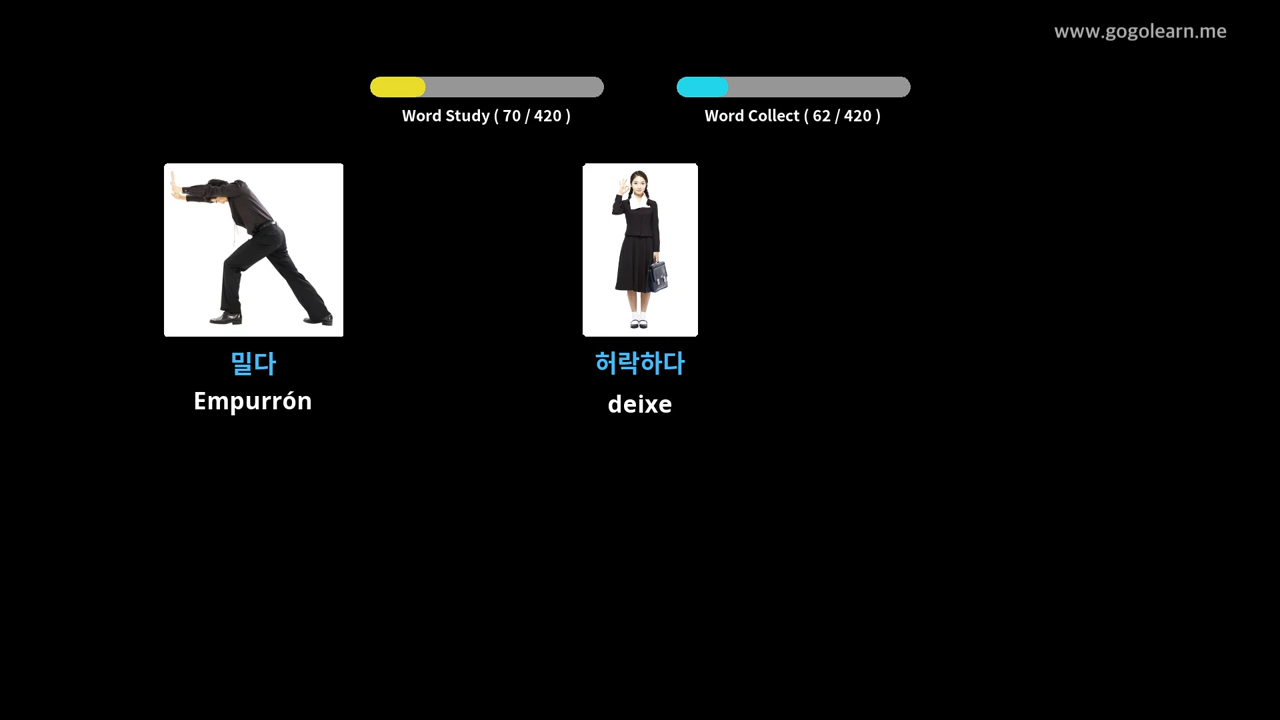 www.gogolearn.me
Word Study ( 70 / 420 )
Word Collect ( 62 / 420 )
밀다
Empurrón
허락하다
deixe